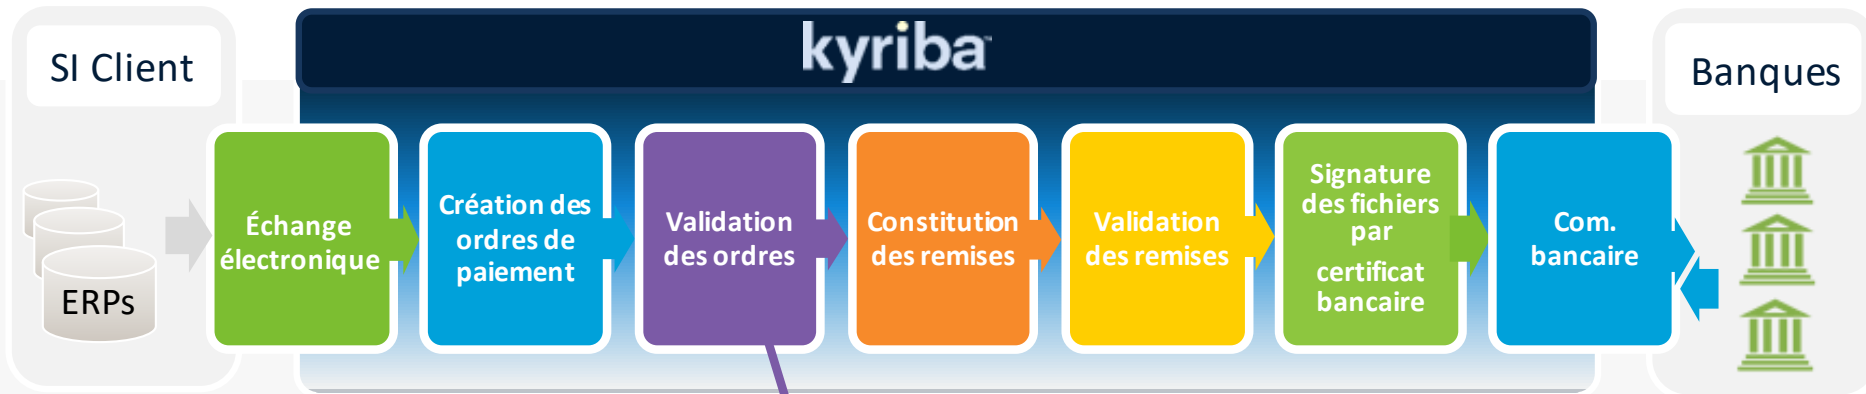 SI Client
kyriba
Banques
ERPs
Échange
électronique
Création des
ordres de
paiement
Validation
des ordres
Constitution
des remises
Validation
des remises
Signature
des fichiers
par
certificat
bancaire
Com.
bancaire